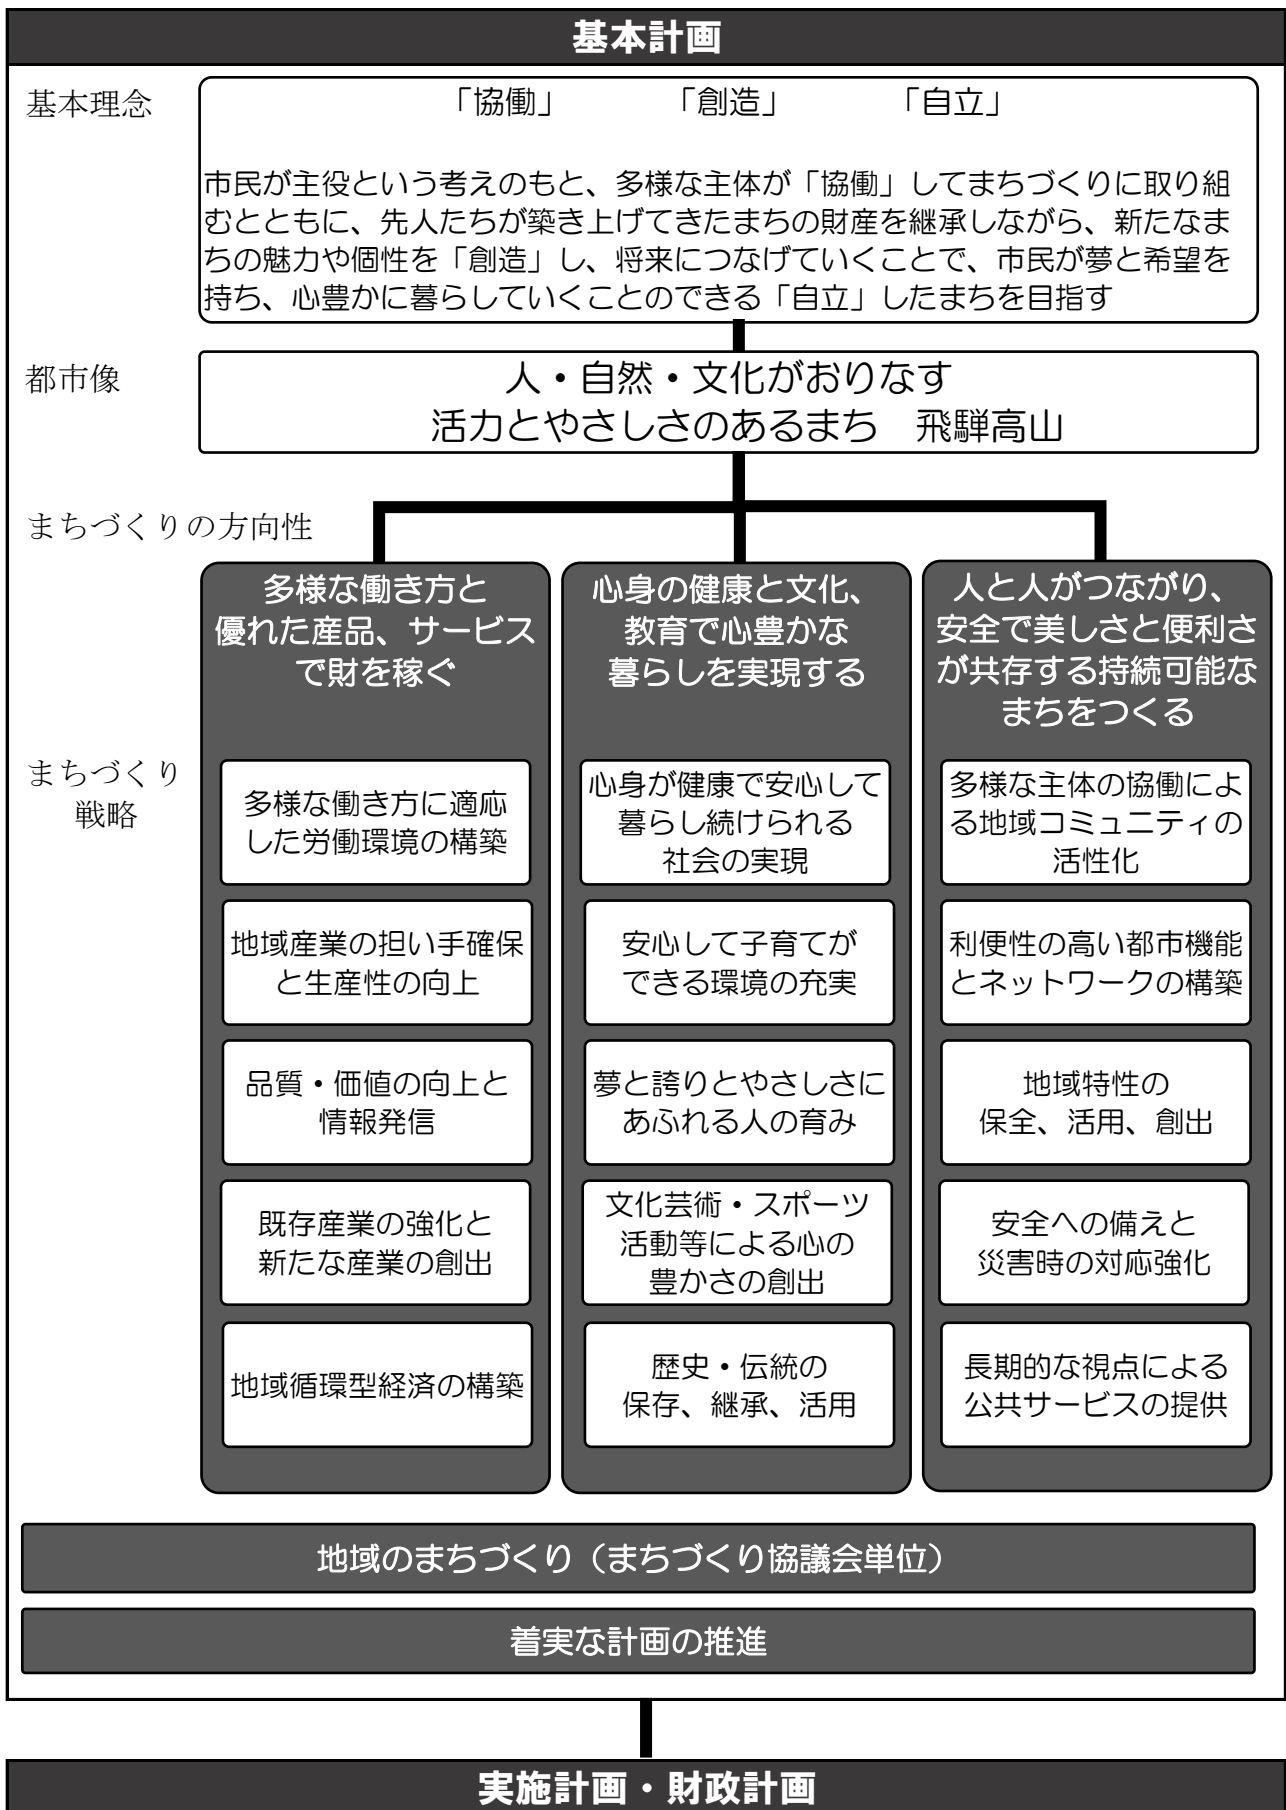 基本計画
基本理念
「協働」 「創造」 「自立」
市民が主役という考えのもと、多様な主体が「協働」してまちづくりに取り組
むとともに、先人たちが築き上げてきたまちの財産を継承しながら、新たなま
ちの魅力や個性を「創造」し、将来につなげていくことで、市民が夢と希望を
持ち、心豊かに暮らしていくことのできる「自立」したまちを目指す
都市像
人・自然・文化がおりなす
活力とやさしさのあるまち 飛騨高山
まちづくりの方向性
多様な働き方と
優れた産品、サービス
で財を稼ぐ
心身の健康と文化、
教育で心豊かな
暮らしを実現する
人と人がつながり、
安全で美しさと便利さ
が共存する持続可能な
まちをつくる
まちづくり
戦略
多様な働き方に適応
した労働環境の構築
地域産業の担い手確保
と生産性の向上
品質・価値の向上と
情報発信
既存産業の強化と
新たな産業の創出
地域循環型経済の構築
心身が健康で安心して
暮らし続けられる
社会の実現
安心して子育てが
できる環境の充実
夢と誇りとやさしさに
あふれる人の育み
文化芸術・スポーツ
活動等による心の
豊かさの創出
歴史・伝統の
保存、継承、活用
多様な主体の協働によ
る地域コミュニティの
活性化
利便性の高い都市機能
とネットワークの構築
地域特性の
保全、活用、創出
安全への備えと
災害時の対応強化
長期的な視点による
公共サービスの提供
地域のまちづくり（まちづくり協議会単位）
着実な計画の推進
実施計画・財政計画